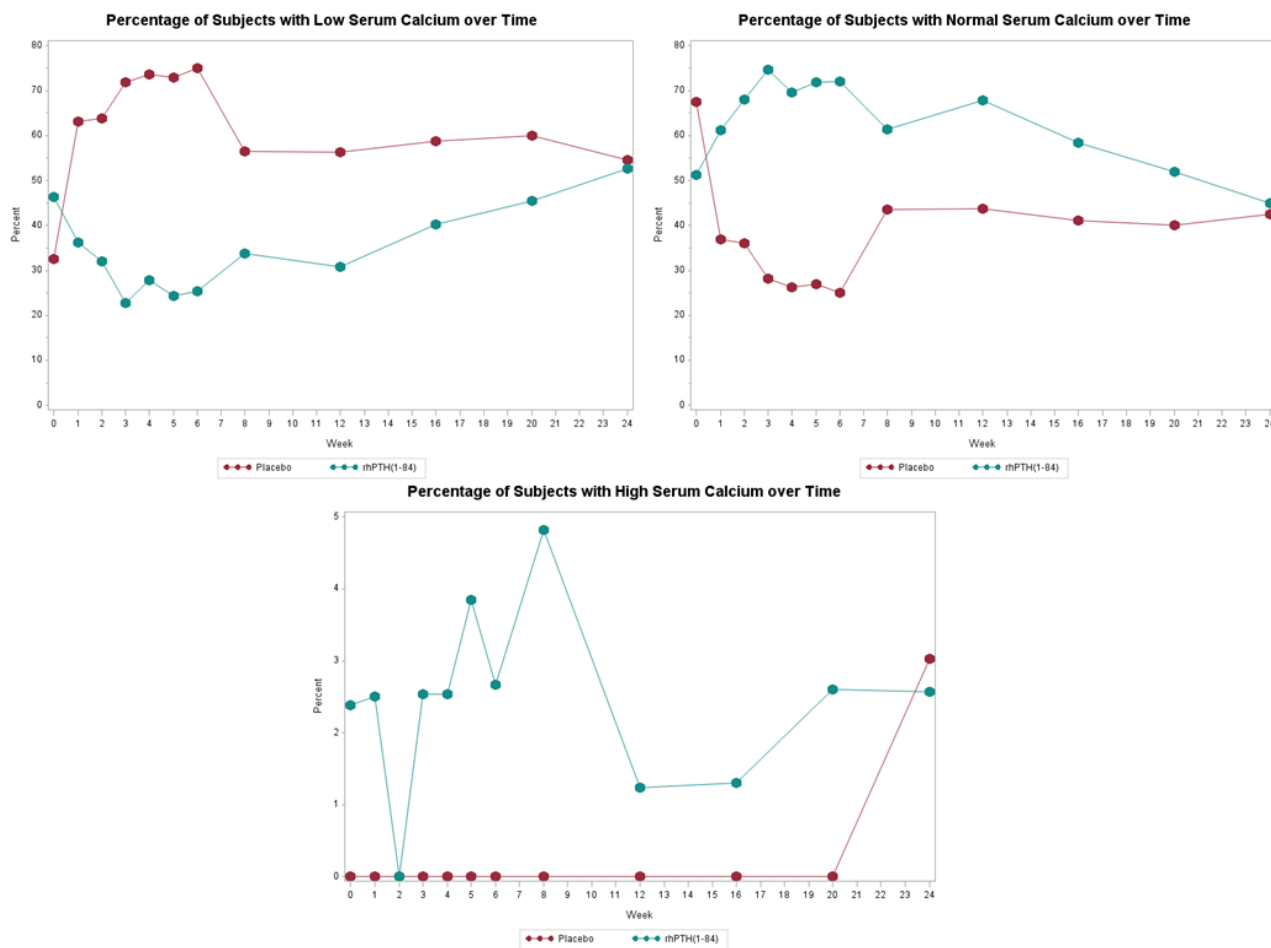 Percentage of Subjects with Low Serum Calcium over Time
80
70
60
50
40
30
20
10
0
Percent
0 1 2 3 4 5 6 7 8 9 10 11 12 13 14 15 16 17 18 19 20 21 22 23 24
Week
Placebo rhPTH(1-84)
Percentage of Subjects with Normal Serum Calcium over Time
80
70
60
50
40
30
20
10
0
Percent
0 1 2 3 4 5 6 7 8 9 10 11 12 13 14 15 16 17 18 19 20 21 22 23 24
Week
Placebo rhPTH(1-84)
Percentage of Subjects with High Serum Calcium over Time
5
4
3
2
1
0
Percent
0 1 2 3 4 5 6 7 8 9 10 11 12 13 14 15 16 17 18 19 20 21 22 23 24
Week
Placebo rhPTH(1-84)